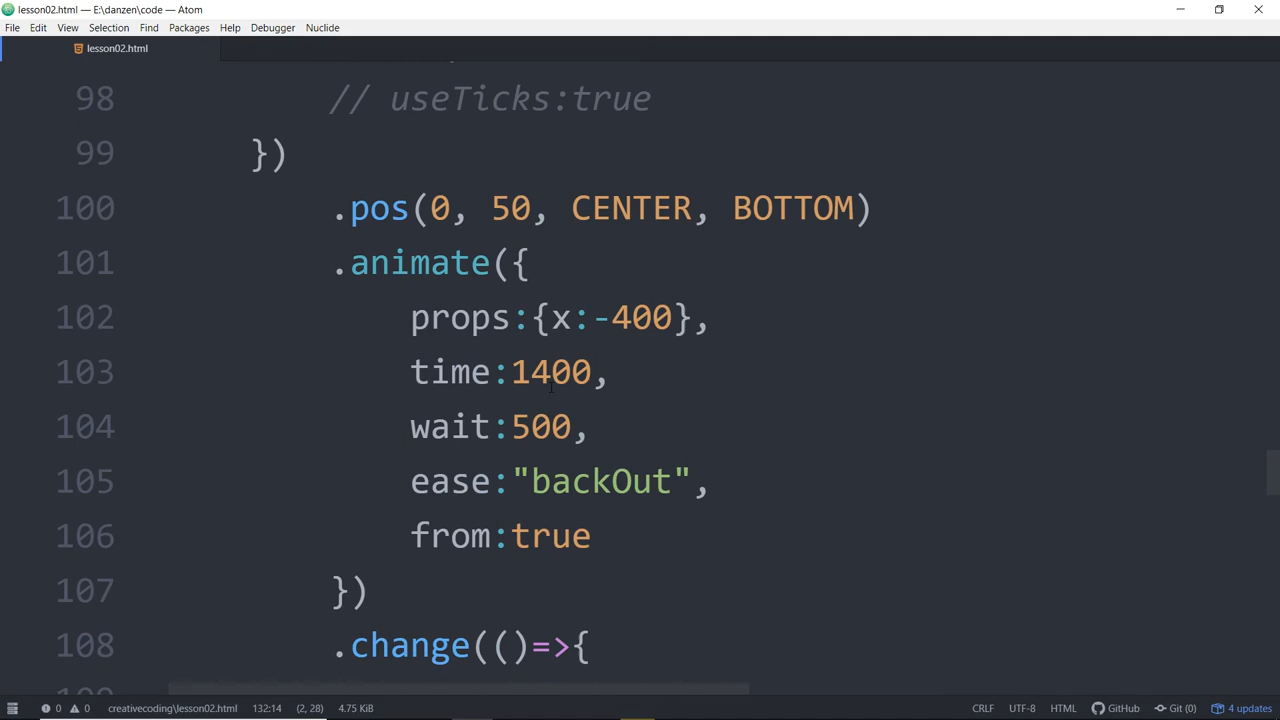 lesson02.html — E:\danzen\code — Atom
File Edit View Selection Find Packages Help Debugger Nuclide
lesson02.html
98 // useTicks:true
99 })
100 .pos(0, 50, CENTER, BOTTOM)
101 .animate({
102 props:{x:-400},
103 time:1400,
104 wait:500,
105 ease:"backOut",
106 from:true
107 })
108 .change(()=>{
0 0 creativecoding\lesson02.html 132:14 (2, 28) 4.75 KiB CRLF UTF-8 HTML GitHub Git (0) 4 updates